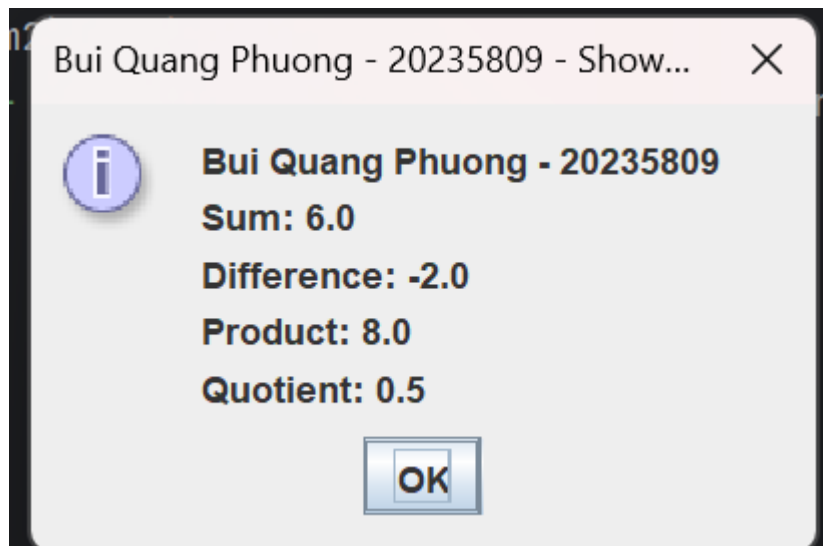 Bui Quang Phuong - 20235809 - Show...
Bui Quang Phuong - 20235809
Sum: 6.0
Difference: -2.0
Product: 8.0
Quotient: 0.5
OK